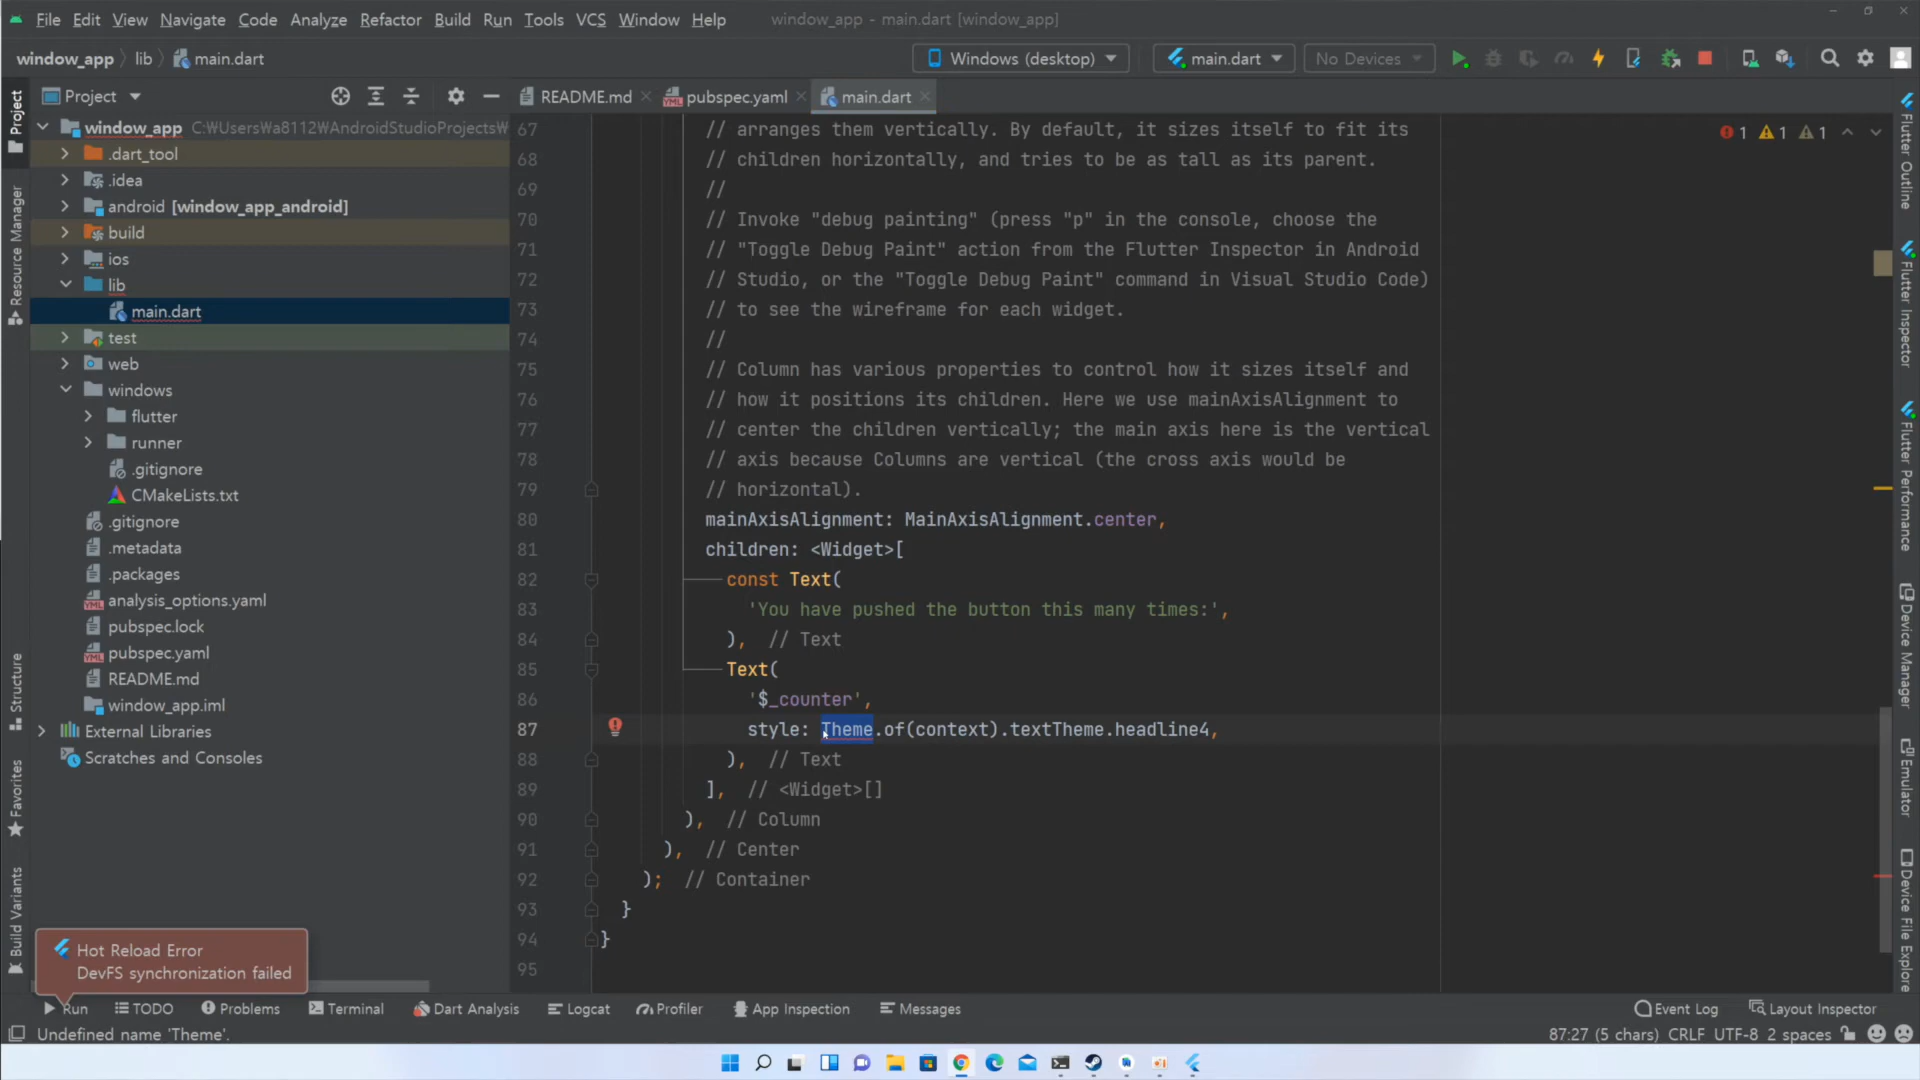 File Edit View Navigate Code Analyze Refactor Build Run Tools VCS Window Help window_app - main.dart [window_app]
window_app lib main.dart Windows (desktop) main.dart No Devices
Project README.md pubspec.yaml main.dart
window_app C:₩Users₩a8112₩AndroidStudioProjects₩
.dart_tool
.idea
android [window_app_android]
build
ios
lib
main.dart
test
web
windows
flutter
runner
.gitignore
CMakeLists.txt
.gitignore
.metadata
.packages
analysis_options.yaml
pubspec.lock
pubspec.yaml
README.md
window_app.iml
External Libraries
Scratches and Consoles
Project
Resource Manager
Structure
Favorites
Build Variants
67 // arranges them vertically. By default, it sizes itself to fit its
68 // children horizontally, and tries to be as tall as its parent.
69 //
70 // Invoke "debug painting" (press "p" in the console, choose the
71 // "Toggle Debug Paint" action from the Flutter Inspector in Android
72 // Studio, or the "Toggle Debug Paint" command in Visual Studio Code)
73 // to see the wireframe for each widget.
74 //
75 // Column has various properties to control how it sizes itself and
76 // how it positions its children. Here we use mainAxisAlignment to
77 // center the children vertically; the main axis here is the vertical
78 // axis because Columns are vertical (the cross axis would be
79 // horizontal).
80 mainAxisAlignment: MainAxisAlignment.center,
81 children: <Widget>[
82 const Text(
83 'You have pushed the button this many times:',
84 ), // Text
85 Text(
86 '$_counter',
87 style: Theme.of(context).textTheme.headline4,
88 ), // Text
89 ], // <Widget>[]
90 ), // Column
91 ), // Center
92 ); // Container
93 }
94 }
95
1 1 1
Flutter Outline
Flutter Inspector
Flutter Performance
Device Manager
Emulator
Device File Explorer
Hot Reload Error
DevFS synchronization failed
Run TODO Problems Terminal Dart Analysis Logcat Profiler App Inspection Messages Event Log Layout Inspector
Undefined name 'Theme'. 87:27 (5 chars) CRLF UTF-8 2 spaces